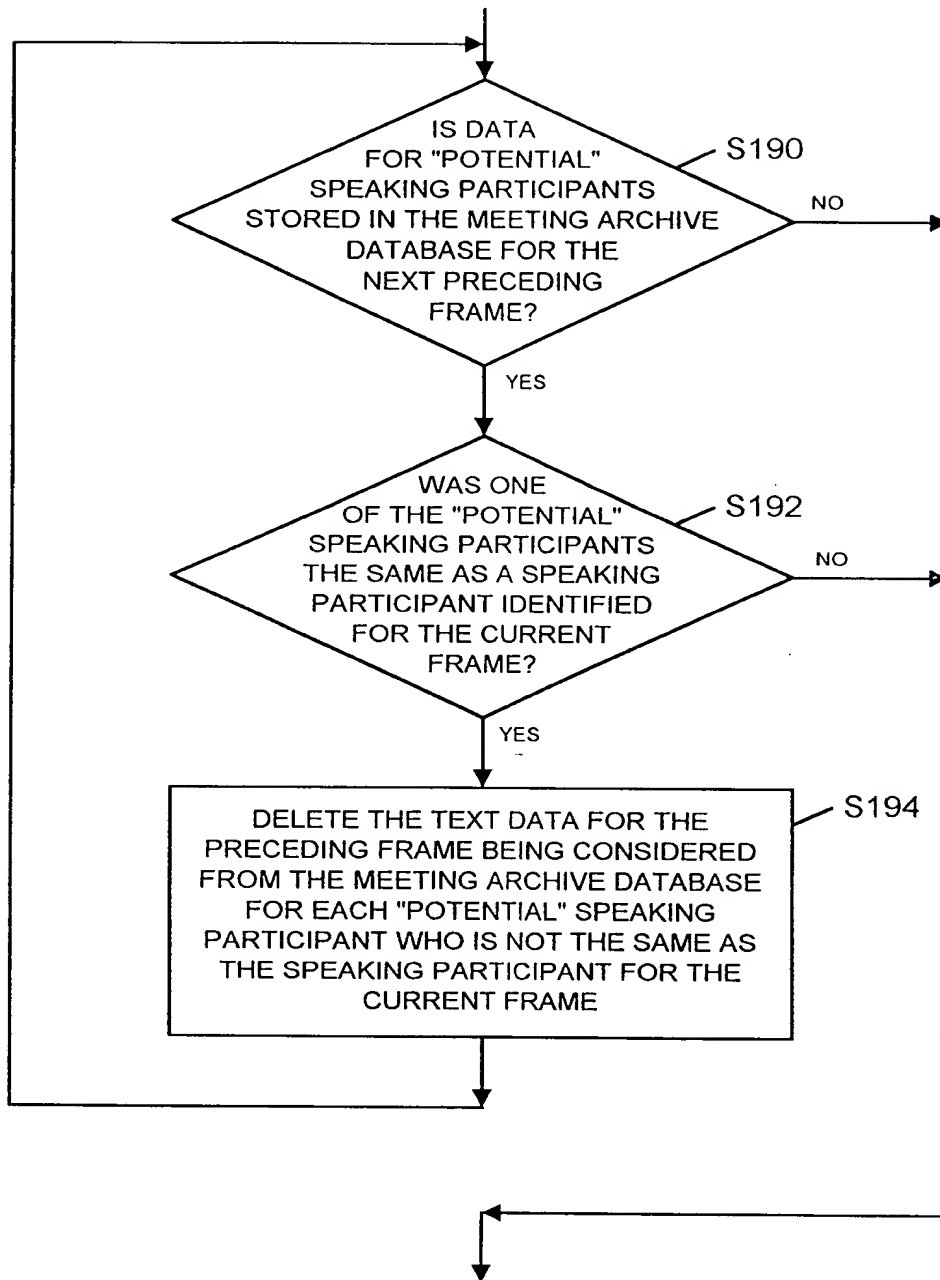 IS DATA
FOR "POTENTIAL"
SPEAKING PARTICIPANTS
STORED IN THE MEETING ARCHIVE
DATABASE FOR THE
NEXT PRECEDING
FRAME?
S190
NO
YES
WAS ONE
OF THE "POTENTIAL"
SPEAKING PARTICIPANTS
THE SAME AS A SPEAKING
PARTICIPANT IDENTIFIED
FOR THE CURRENT
FRAME?
S192
NO
YES
DELETE THE TEXT DATA FOR THE
PRECEDING FRAME BEING CONSIDERED
FROM THE MEETING ARCHIVE DATABASE
FOR EACH "POTENTIAL" SPEAKING
PARTICIPANT WHO IS NOT THE SAME AS
THE SPEAKING PARTICIPANT FOR THE
CURRENT FRAME
S194